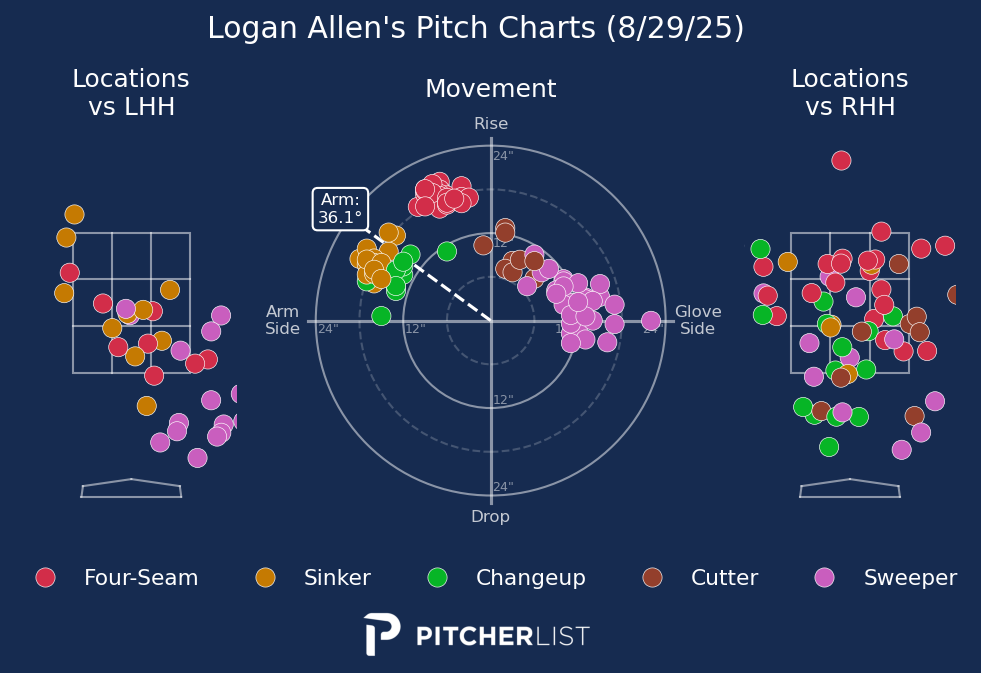 Logan Allen's Pitch Charts (8/29/25)
Locations
vs LHH
Movement
Locations
vs RHH
Rise
24"
Arm:
36.1°
12"
Arm
Side
24"
12"
24"
Glove
Side
12"
24"
Drop
Four-Seam
Sinker
Changeup
Cutter
Sweeper
PITCHERLIST